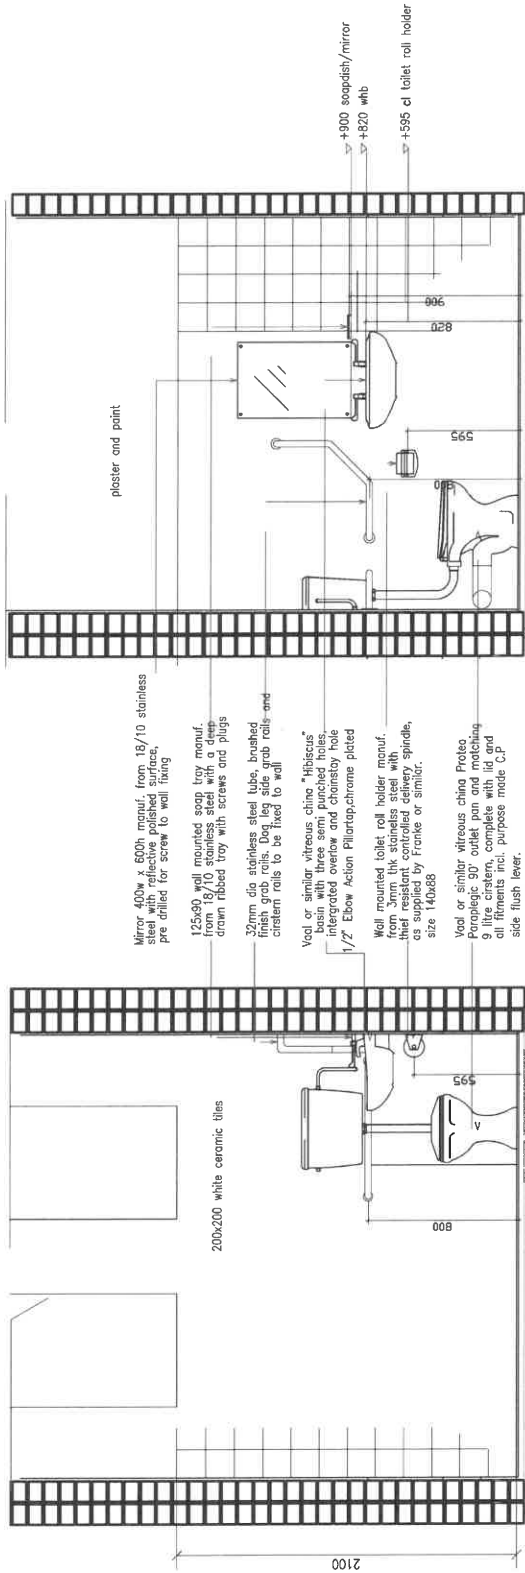 plaster and paint
+900 soapdish/mirror
+820 whb
+595 cl toilet roll holder
900
820
595
800
Mirror 400w x 600h manuf. from 18/10 stainless
steel with reflective polished surface,
pre drilled for screw to wall fixing
125x90 wall mounted soap tray manuf.
from 18/10 stainless steel with a deep
drawn ribbed tray with screws and plugs
32mm dia stainless steel tube, brushed
finish grab rails. Dog leg side grab rails and
cirstern rails to be fixed to wall
Vaal or similar vitreous china "Hibiscus"
basin with three semi punched holes,
intergrated overlow and chainstay hole
1/2" Elbow Action Pillartap,chrome plated
Wall mounted toilet roll holder manuf.
from 3mm thk stainelss steel with
thief resistant controlled delivery spindle,
as supplied by Franke or similar.
size 140x88
Vaal or similar vitreous china Protea
Paraplegic 90° outlet pan and matching
9 litre cirstern, complete with lid and
all fitments incl. purpose made C.P
side flush lever.
200x200 white ceramic tiles
595
800
2100